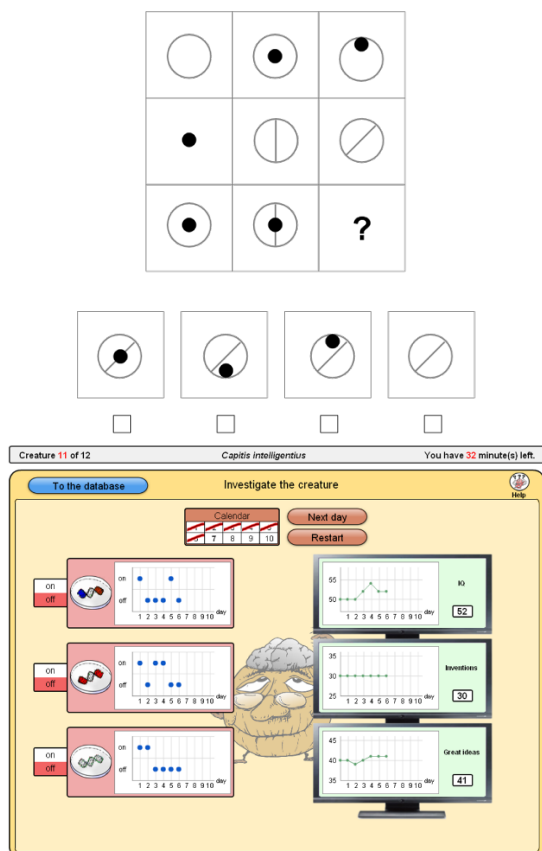 ?
Creature 11 of 12 Capitis intelligentius You have 32 minute(s) left.
To the database Investigate the creature
Help
Calendar
7 8 9 10
Next day
Restart
on
off
on
off
1 2 3 4 5 6 7 8 9 10
day
55
50
45
1 2 3 4 5 6 7 8 9 10
day
IQ
52
on
off
on
off
1 2 3 4 5 6 7 8 9 10
day
35
30
25
1 2 3 4 5 6 7 8 9 10
day
Inventions
30
on
off
on
off
1 2 3 4 5 6 7 8 9 10
day
45
40
35
1 2 3 4 5 6 7 8 9 10
day
Great ideas
41